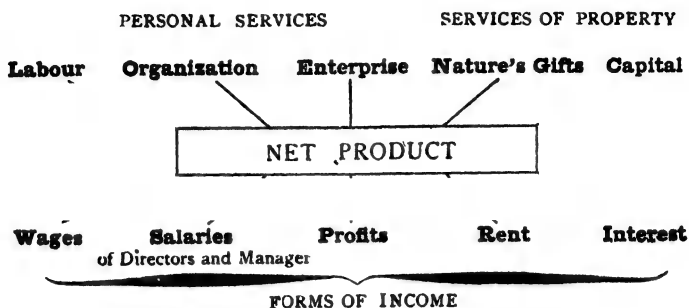 PERSONAL SERVICES SERVICES OF PROPERTY
Labour Organization Enterprise Nature's Gifts Capital
NET PRODUCT
Wages Salaries Profits Rent Interest
of Directors and Manager
FORMS OF INCOME